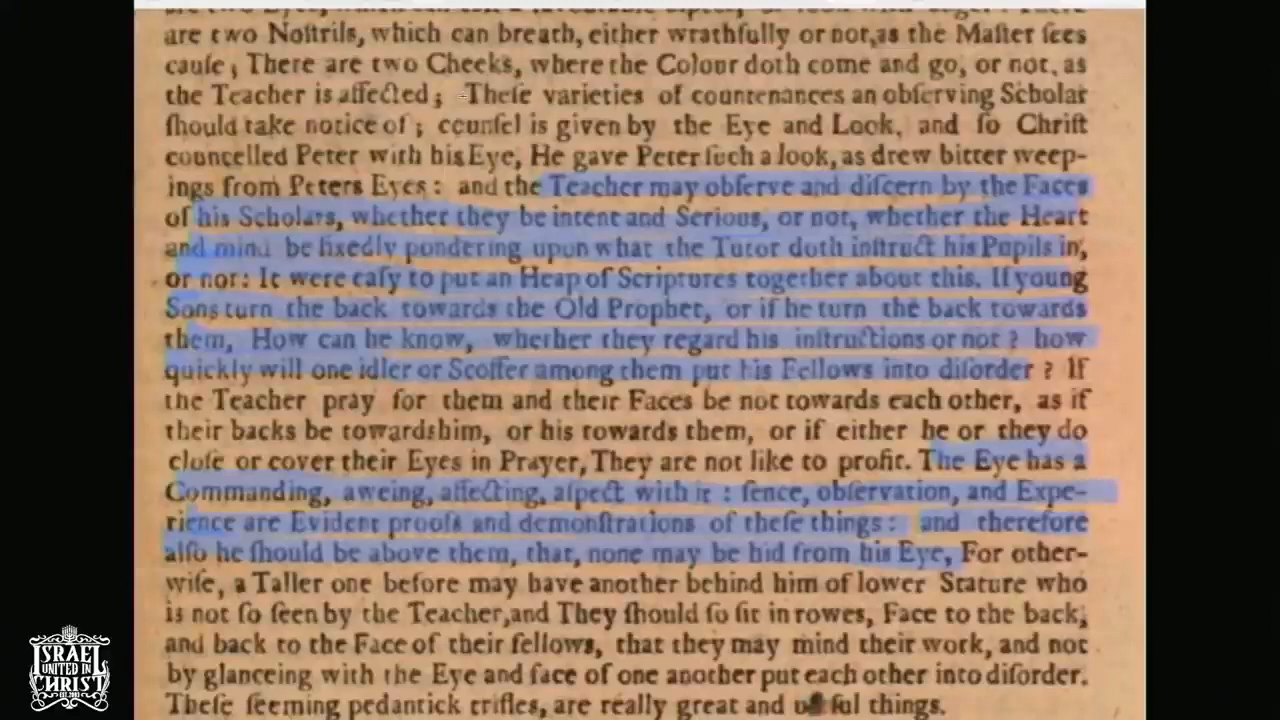 are two Noſtrils, which can breath, either wrathfully or not,as the Maſter ſees
cauſe; There are two Cheeks, where the Colour doth come and go, or not, as
the Teacher is affected; Theſe varieties of countenances an obſerving Scholar
ſhould take notice of; counſel is given by the Eye and Look, and ſo Chriſt
councelled Peter with his Eye, He gave Peter ſuch a look, as drew bitter weep-
ings from Peters Eyes: and the Teacher may obſerve and diſcern by the Faces
of his Scholars, whether they be intent and Serious, or not, whether the Heart
and mind be fixedly pondering upon what the Tutor doth inſtruct his Pupils in,
or not: It were eaſy to put an Heap of Scriptures together about this. If young
Sons turn the back towards the Old Prophet, or if he turn the back towards
them, How can he know, whether they regard his inſtructions or not? how
quickly will one idler or Scoffer among them put his Fellows into diſorder? If
the Teacher pray for them and their Faces be not towards each other, as if
their backs be towards him, or his towards them, or if either he or they do
cloſe or cover their Eyes in Prayer, They are not like to profit. The Eye has a
Commanding, aweing, affecting, aſpect with it: ſence, obſervation, and Expe-
rience are Evident proofs and demonſtrations of theſe things: and therefore
alſo he ſhould be above them, that, none may be hid from his Eye, For other-
wiſe, a Taller one before may have another behind him of lower Stature who
is not ſo ſeen by the Teacher,and They ſhould ſo ſit in rowes, Face to the back,
and back to the Face of their fellows, that they may mind their work, and not
by glanceing with the Eye and face of one another put each other into diſorder.
Theſe ſeeming pedantick trifles, are really great and uſeful things.
ISRAEL
UNITED IN
CHRIST